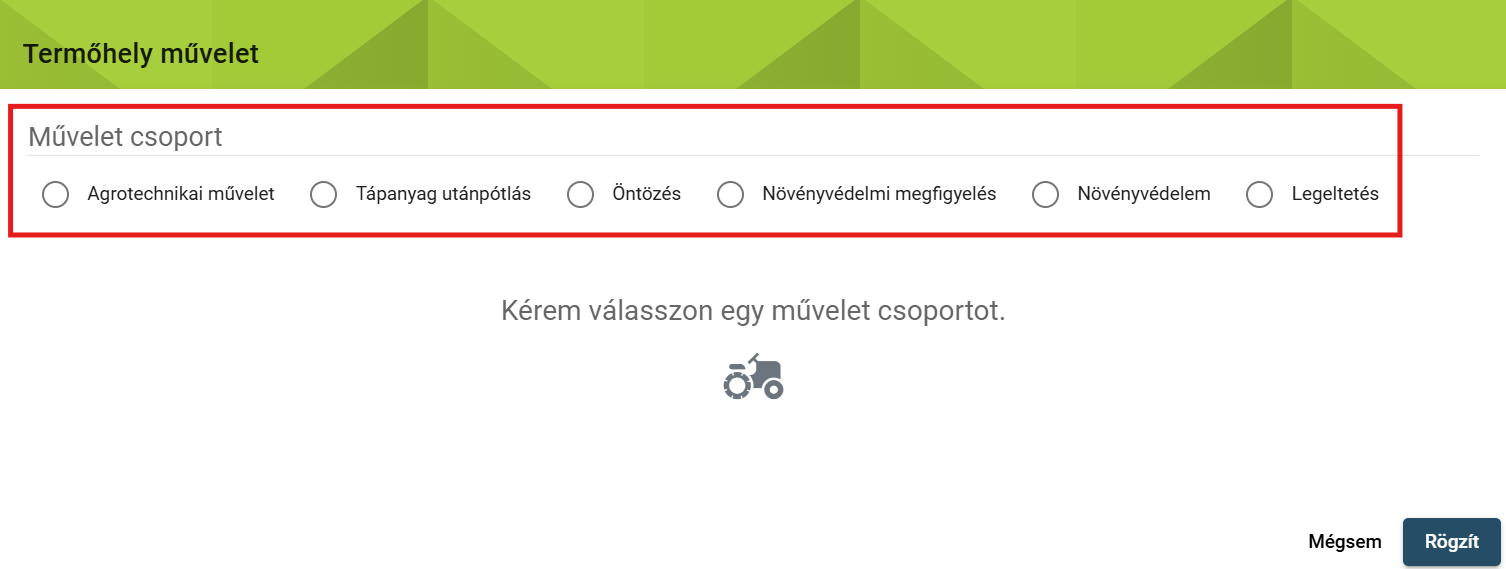 Termőhely művelet
Művelet csoport
Agrotechnikai művelet Tápanyag utánpótlás Öntözés Növényvédelmi megfigyelés Növényvédelem Legeltetés
Kérem válasszon egy művelet csoportot.
Mégsem Rögzít